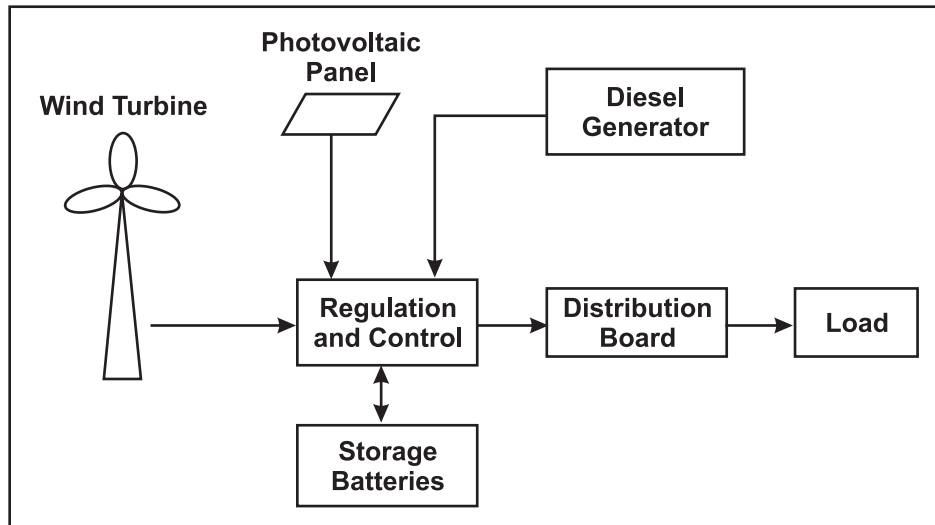 Photovoltaic
Panel
Wind Turbine
Diesel
Generator
Regulation
and Control
Distribution
Board
Load
Storage
Batteries